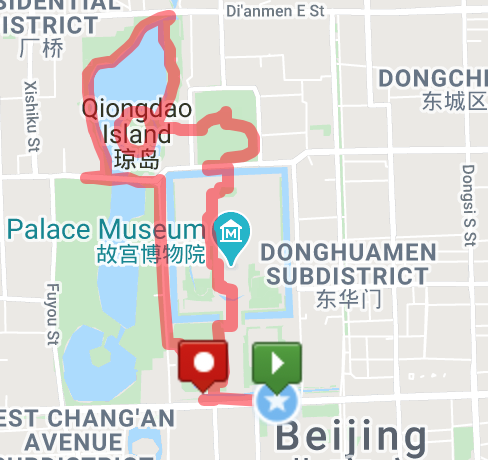 SIDENTIAL
DISTRICT
厂桥
Di'anmen E St
Xishiku St
Qiongdao
Island
琼岛
DONGCHE
东城区
Dongsi S St
Palace Museum
故宫博物院
DONGHUAMEN
SUBDISTRICT
东华门
Fuyou St
EST CHANG'AN
AVENUE
SUBDISTRICT
Beijing